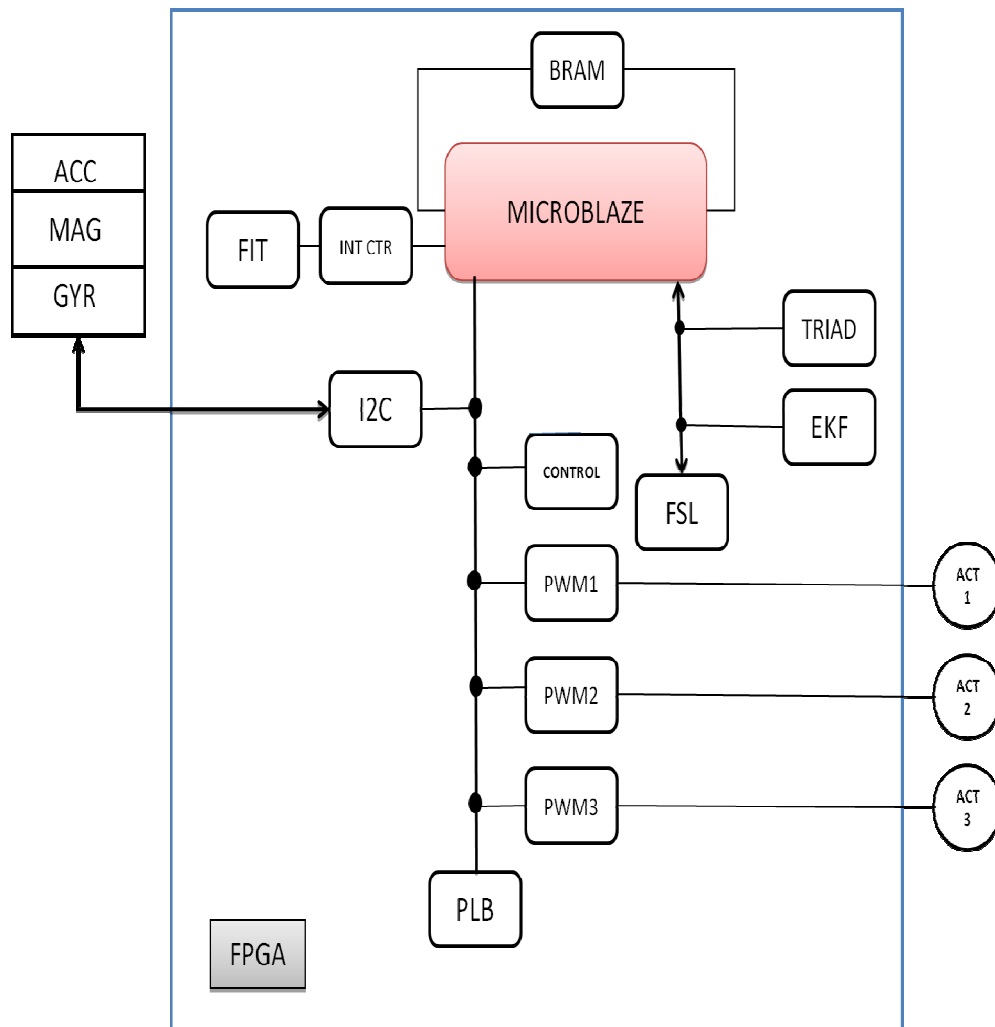 BRAM
ACC
MAG
GYR
MICROBLAZE
FIT
INT CTR
TRIAD
I2C
EKF
CONTROL
FSL
PWM1
ACT
1
PWM2
ACT
2
PWM3
ACT
3
PLB
FPGA